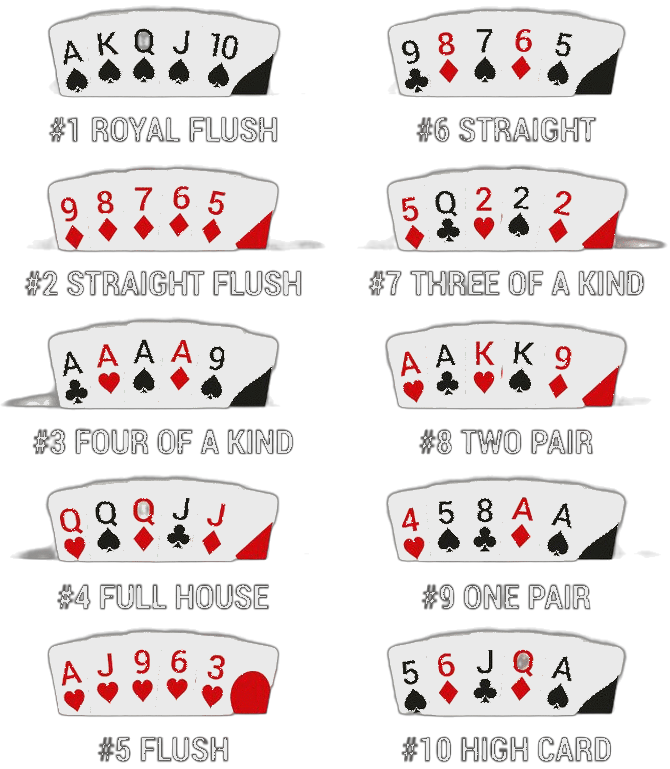 A K Q J 10
#1 ROYAL FLUSH
9 8 7 6 5
#2 STRAIGHT FLUSH
A A A A 9
#3 FOUR OF A KIND
Q Q Q J J
#4 FULL HOUSE
A J 9 6 3
#5 FLUSH
9 8 7 6 5
#6 STRAIGHT
5 Q 2 2 2
#7 THREE OF A KIND
A A K K 9
#8 TWO PAIR
4 5 8 A A
#9 ONE PAIR
5 6 J Q A
#10 HIGH CARD